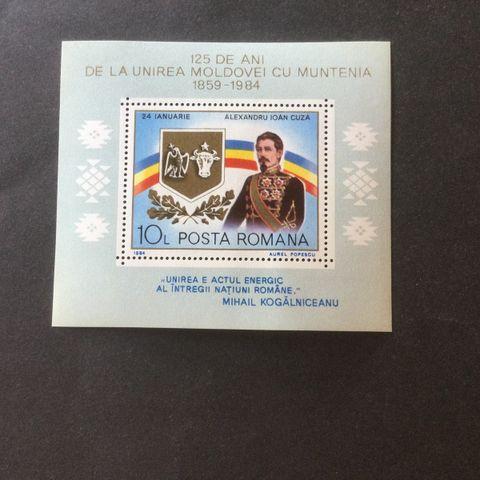 125 DE ANI
DE LA UNIREA MOLDOVEI CU MUNTENIA
1859-1984
24 IANUARIE ALEXANDRU IOAN CUZA
10L POSTA ROMANA
1984 AUREL POPESCU
„UNIREA E ACTUL ENERGIC
AL ÎNTREGII NAȚIUNI ROMÂNE.“
MIHAIL KOGĂLNICEANU